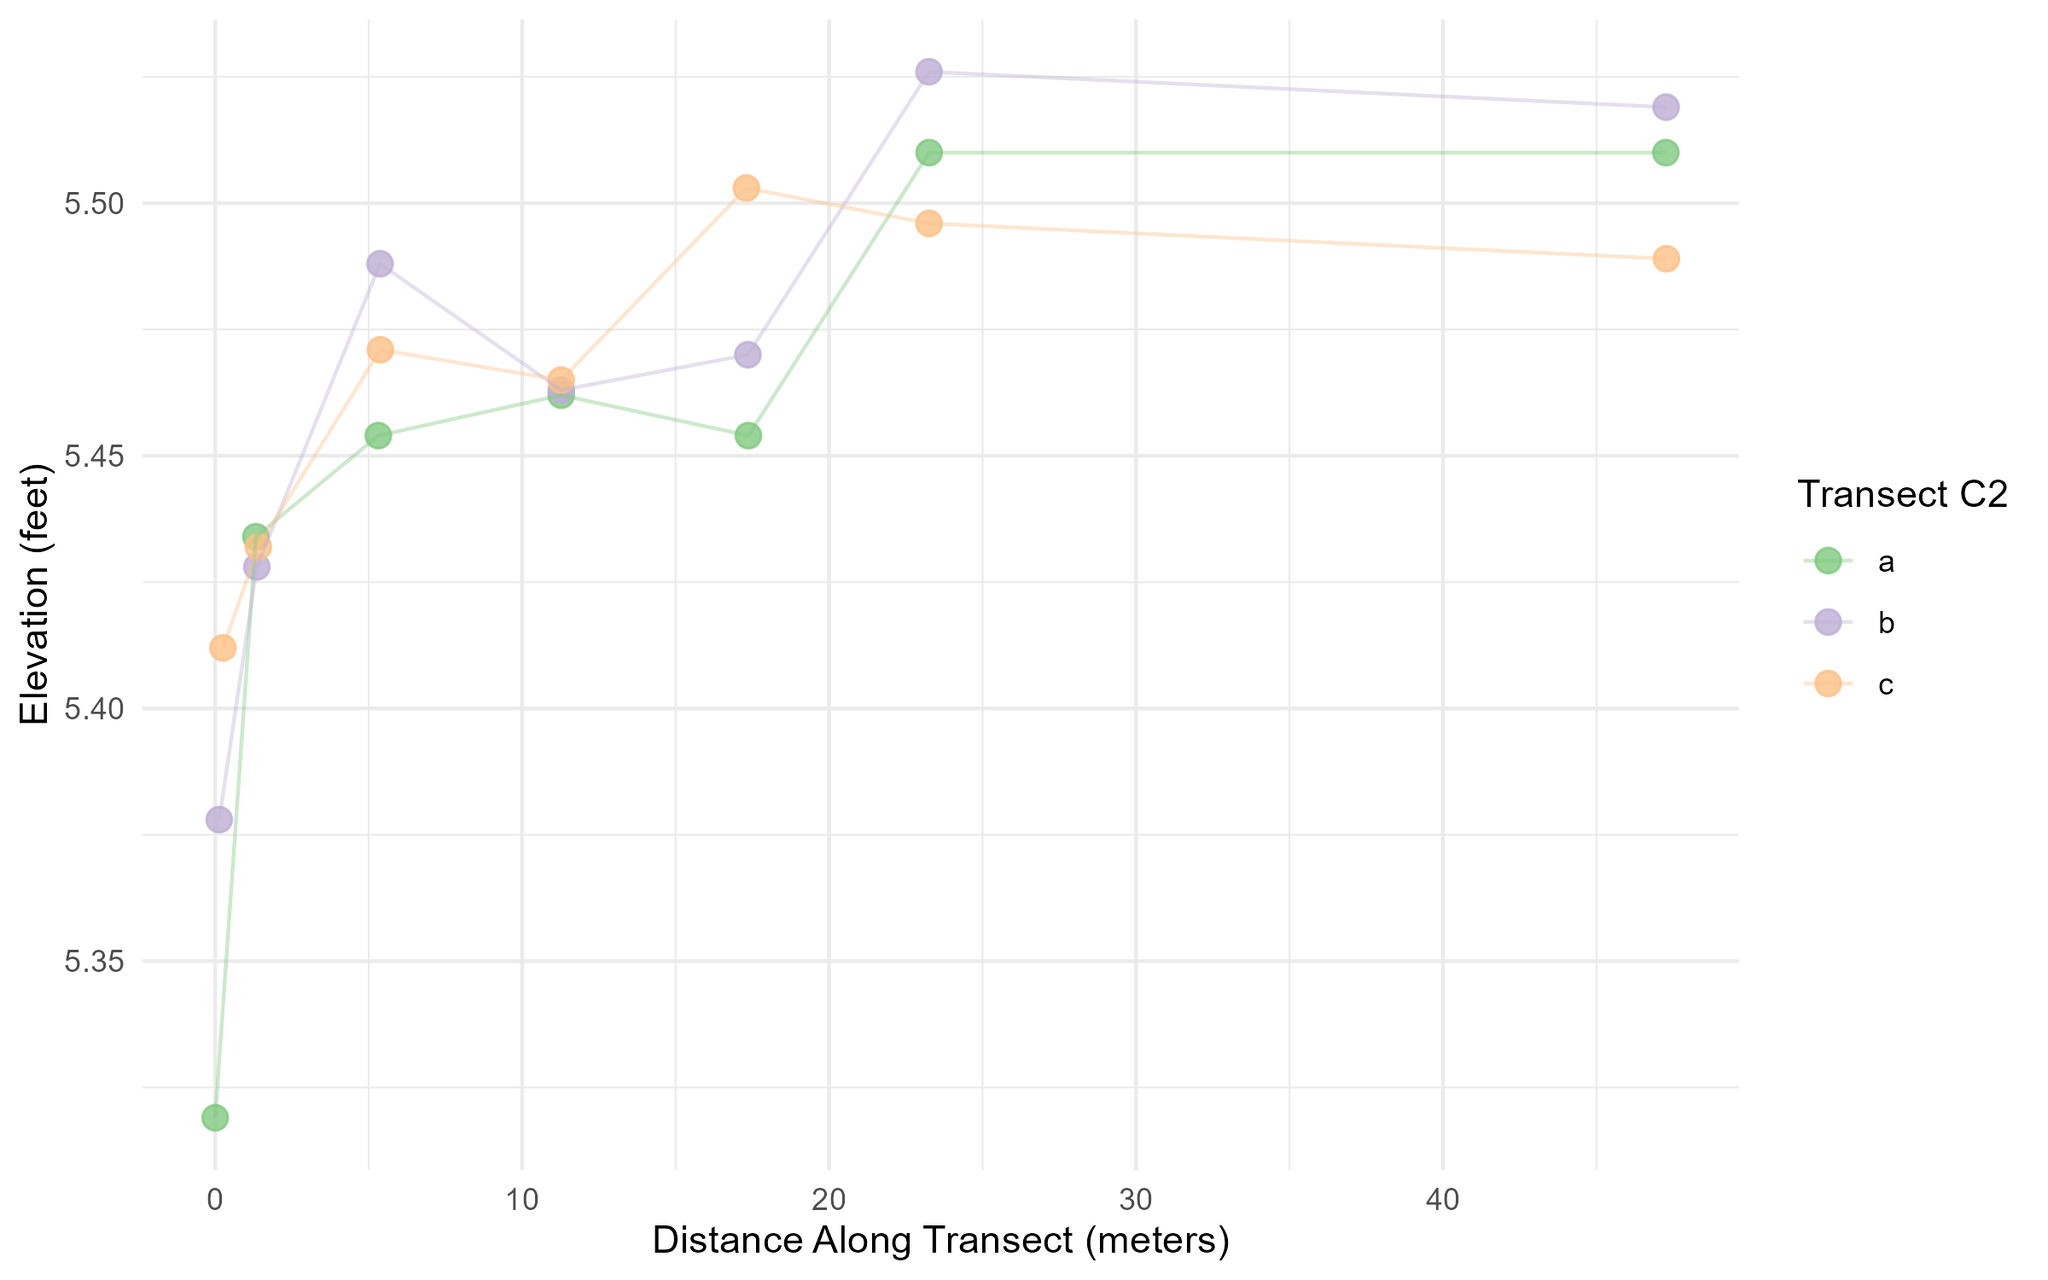 5.50
5.45
5.40
5.35
Elevation (feet)
0 10 20 30 40
Distance Along Transect (meters)
Transect C2
a
b
c